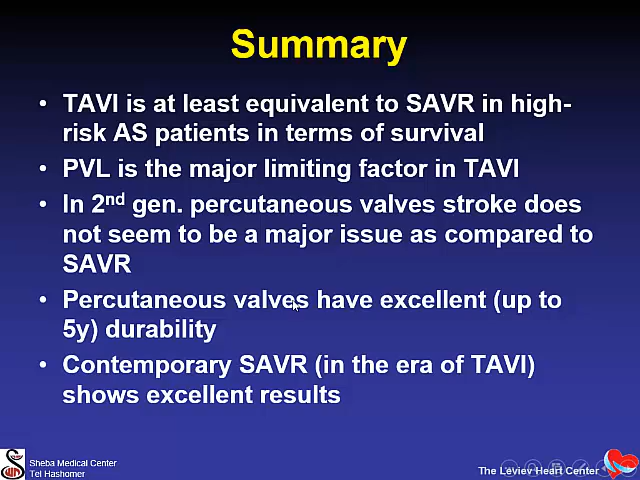 Summary
• TAVI is at least equivalent to SAVR in high-
risk AS patients in terms of survival
• PVL is the major limiting factor in TAVI
• In 2nd gen. percutaneous valves stroke does
not seem to be a major issue as compared to
SAVR
• Percutaneous valves have excellent (up to
5y) durability
• Contemporary SAVR (in the era of TAVI)
shows excellent results
Sheba Medical Center
Tel Hashomer
The Leviev Heart Center